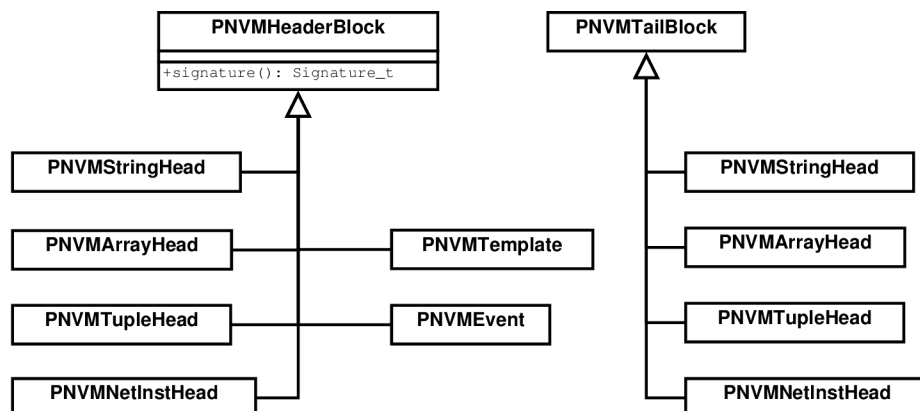 PNVMHeaderBlock
+signature(): Signature_t
PNVMStringHead
PNVMArrayHead
PNVMTemplate
PNVMTupleHead
PNVMEvent
PNVMNetInstHead
PNVMTailBlock
PNVMStringHead
PNVMArrayHead
PNVMTupleHead
PNVMNetInstHead